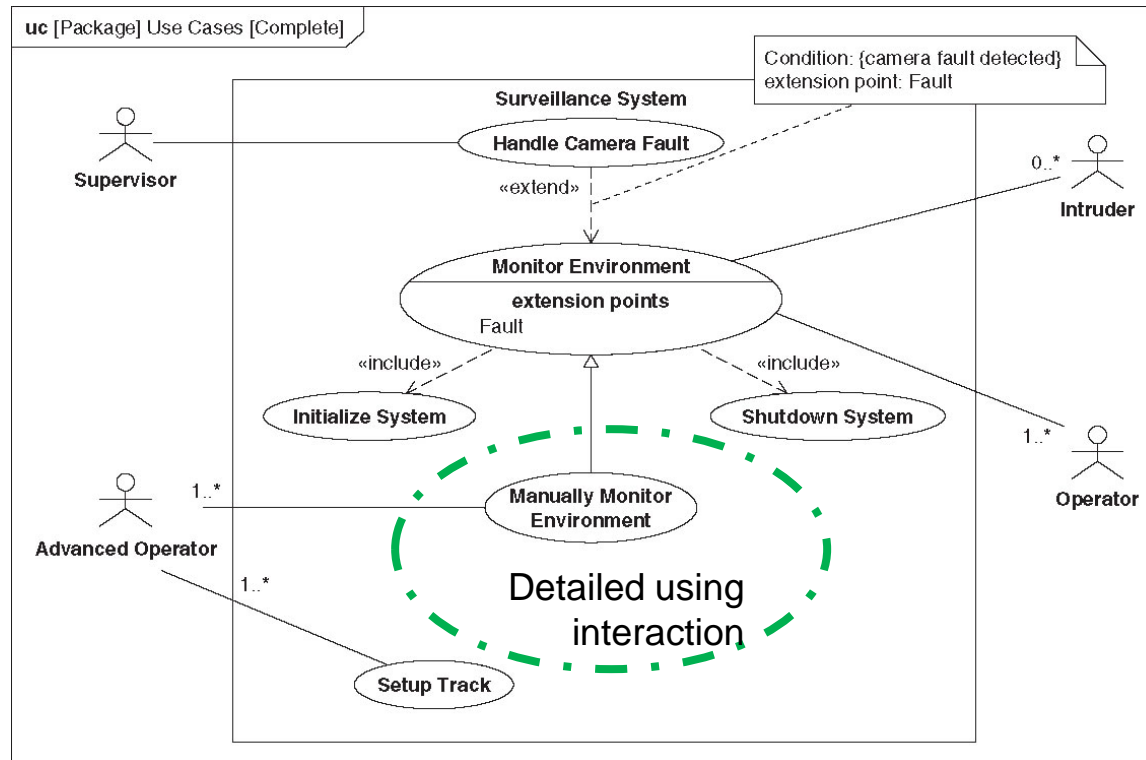 uc [Package] Use Cases [Complete]
Condition: {camera fault detected}
extension point: Fault
Surveillance System
Handle Camera Fault
Supervisor
«extend»
0..*
Intruder
Monitor Environment
extension points
Fault
«include»
«include»
Initialize System
Shutdown System
1..*
Operator
1..*
Manually Monitor
Environment
Advanced Operator
1..*
Detailed using
interaction
Setup Track